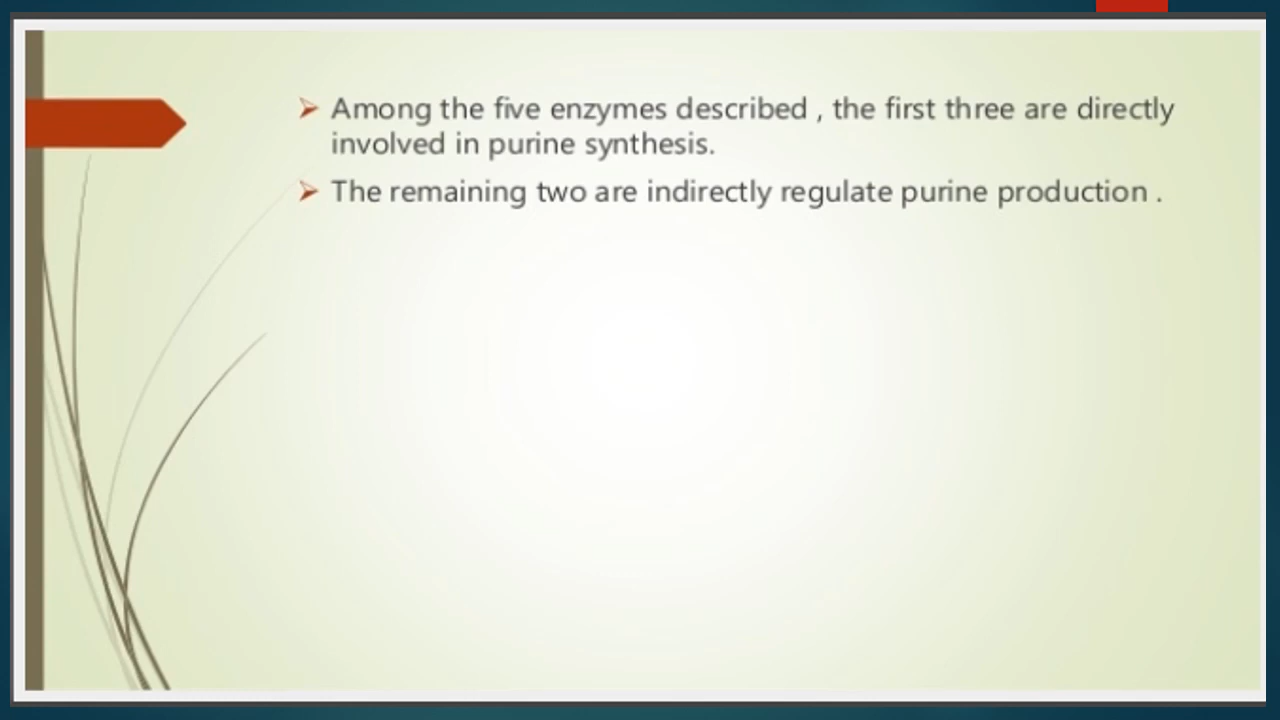 Among the five enzymes described , the first three are directly
involved in purine synthesis.
The remaining two are indirectly regulate purine production .